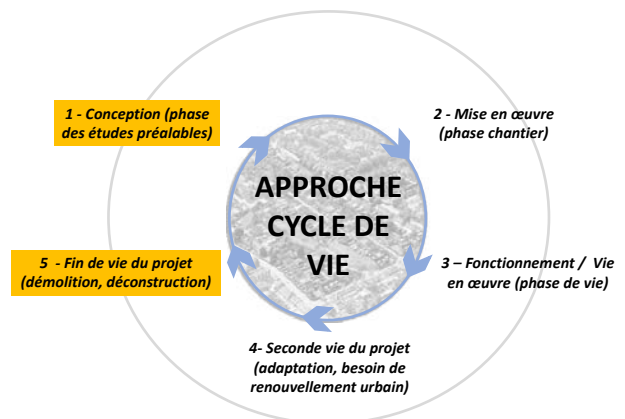 1 - Conception (phase
des études préalables)
2 - Mise en œuvre
(phase chantier)
APPROCHE
CYCLE DE
VIE
5 - Fin de vie du projet
(démolition, déconstruction)
3 – Fonctionnement / Vie
en œuvre (phase de vie)
4- Seconde vie du projet
(adaptation, besoin de
renouvellement urbain)